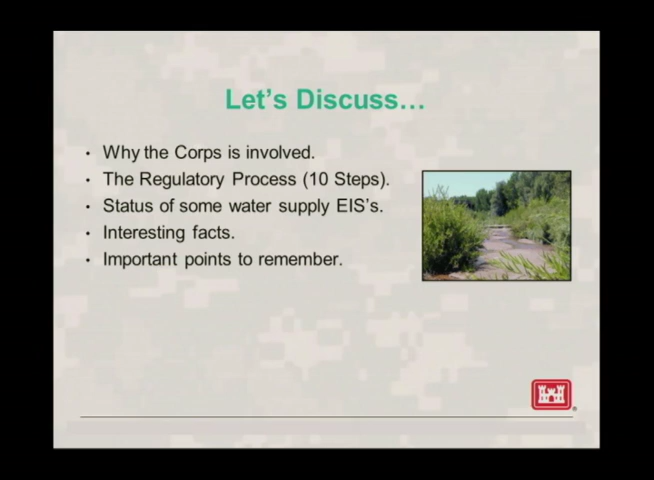 Let's Discuss...
• Why the Corps is involved.
• The Regulatory Process (10 Steps).
• Status of some water supply EIS's.
• Interesting facts.
• Important points to remember.
®